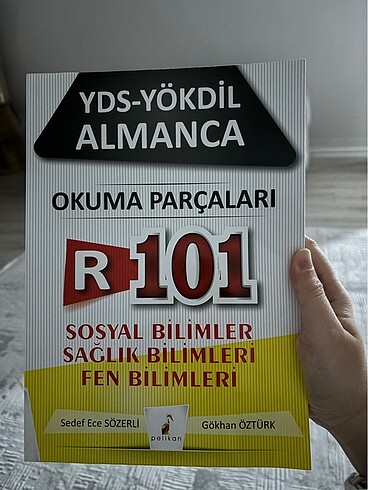 YDS-YÖKDİL
ALMANCA
OKUMA PARÇALARI
R 101
SOSYAL BİLİMLER
SAĞLIK BİLİMLERİ
FEN BİLİMLERİ
Sedef Ece SÖZERLİ
Gökhan ÖZTÜRK
pelikan